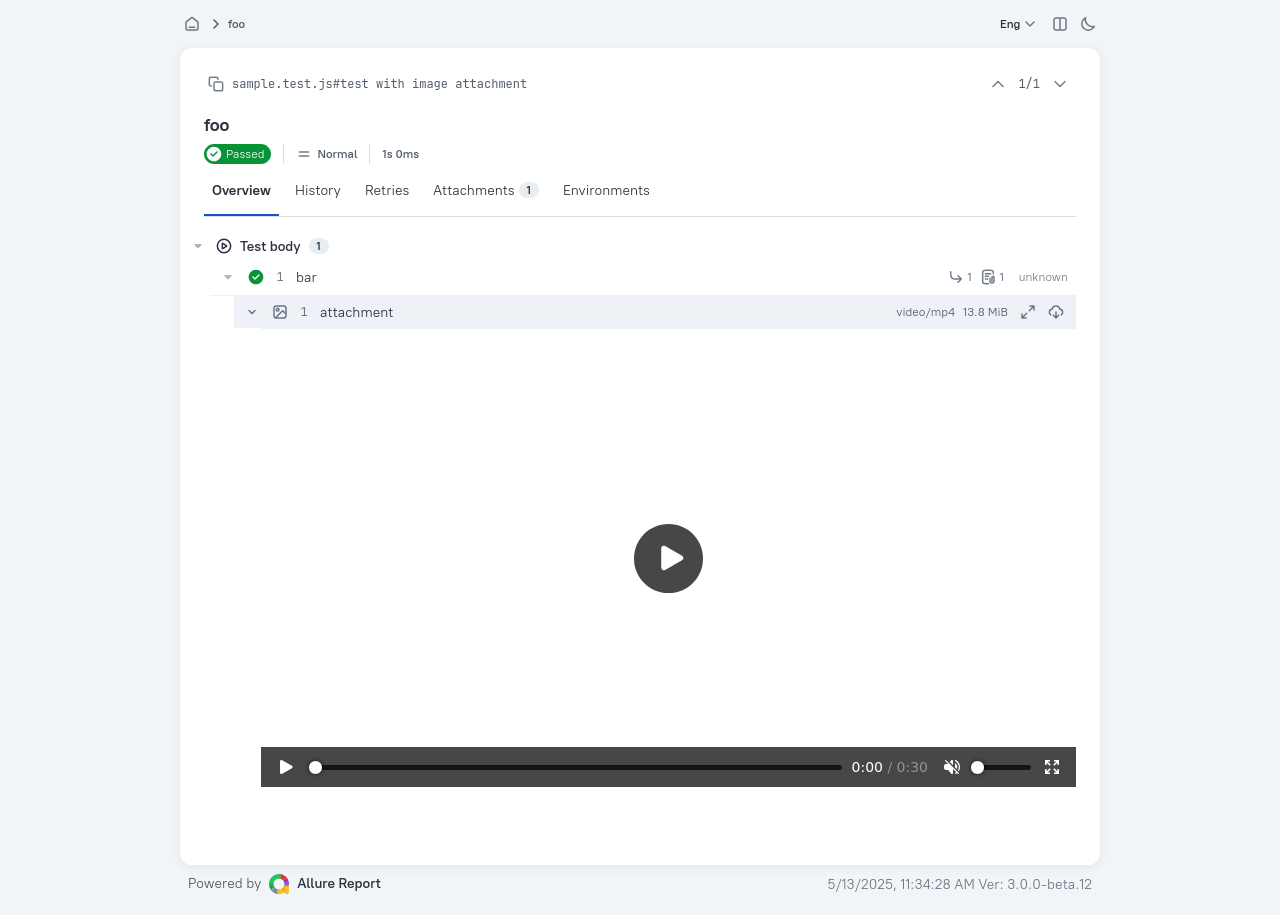 foo
Eng
sample.test.js#test with image attachment
1/1
foo
Passed
Normal
1s 0ms
Overview
History
Retries
Attachments 1
Environments
Test body 1
1 bar
1
1
unknown
1 attachment
video/mp4 13.8 MiB
0:00 / 0:30
Powered by Allure Report
5/13/2025, 11:34:28 AM Ver: 3.0.0-beta.12